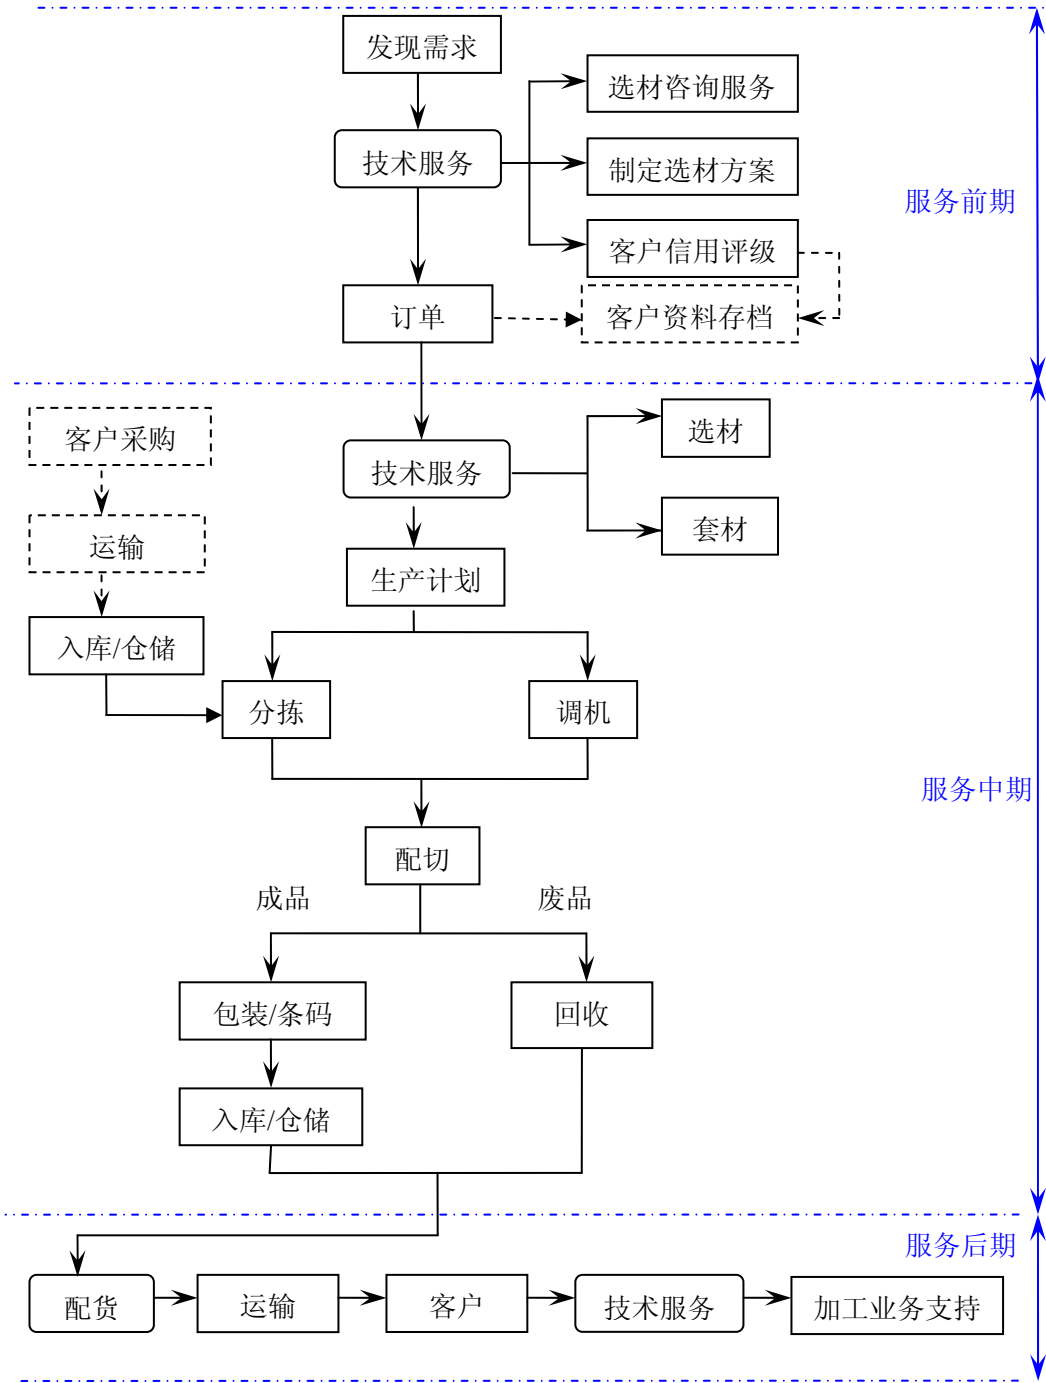 发现需求
选材咨询服务
技术服务
制定选材方案
服务前期
客户信用评级
订单
客户资料存档
客户采购
技术服务
选材
套材
运输
生产计划
入库/仓储
分拣
调机
服务中期
配切
成品
废品
包装/条码
回收
入库/仓储
服务后期
配货
运输
客户
技术服务
加工业务支持